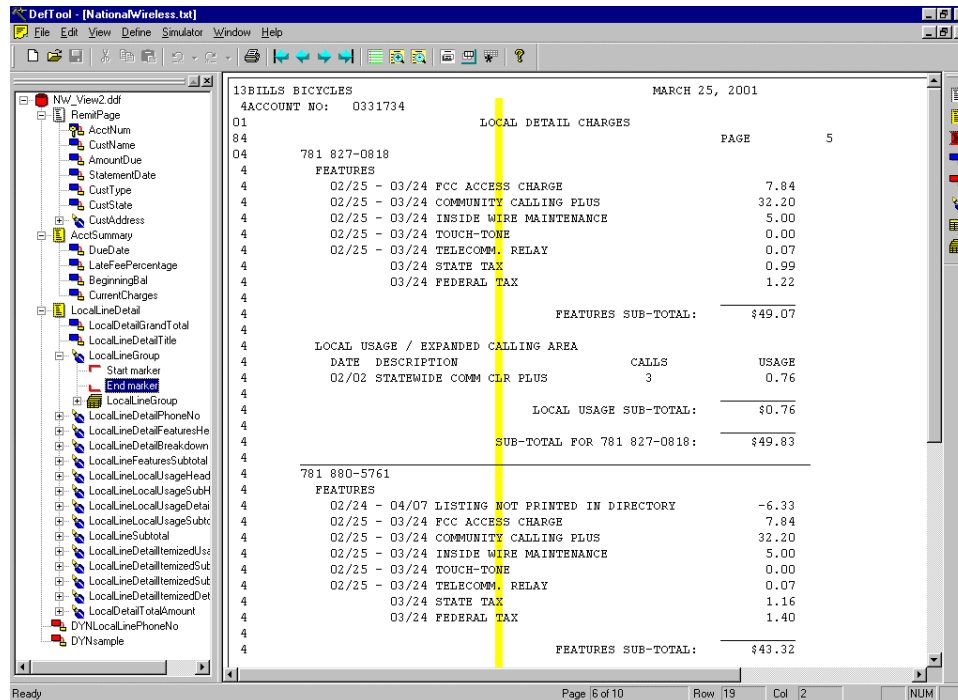 DefTool - [NationalWireless.txt]
File Edit View Define Simulator Window Help
NW_View2.ddf
RemitPage
AcctNum
CustName
AmountDue
StatementDate
CustType
CustState
CustAddress
AcctSummary
DueDate
LateFeePercentage
BeginningBal
CurrentCharges
LocalLineDetail
LocalDetailGrandTotal
LocalLineDetailTitle
LocalLineGroup
Start marker
End marker
LocalLineGroup
LocalLineDetailPhoneNo
LocalLineDetailFeaturesHe
LocalLineDetailBreakdown
LocalLineFeaturesSubtotal
LocalLineLocalUsageHead
LocalLineLocalUsageSubH
LocalLineLocalUsageDetai
LocalLineLocalUsageSubto
LocalLineSubtotal
LocalLineDetailItemizedUsa
LocalLineDetailItemizedSub
LocalLineDetailItemizedSub
LocalLineDetailItemizedDet
LocalDetailTotalAmount
DYNLocalLinePhoneNo
DYNsample
13BILLS BICYCLES MARCH 25, 2001
4ACCOUNT NO: 0331734
01 LOCAL DETAIL CHARGES
84 PAGE 5
04 781 827-0818
4 FEATURES
4 02/25 - 03/24 FCC ACCESS CHARGE 7.84
4 02/25 - 03/24 COMMUNITY CALLING PLUS 32.20
4 02/25 - 03/24 INSIDE WIRE MAINTENANCE 5.00
4 02/25 - 03/24 TOUCH-TONE 0.00
4 02/25 - 03/24 TELECOMM. RELAY 0.07
4 03/24 STATE TAX 0.99
4 03/24 FEDERAL TAX 1.22
4
4 FEATURES SUB-TOTAL: $49.07
4
4 LOCAL USAGE / EXPANDED CALLING AREA
4 DATE DESCRIPTION CALLS USAGE
4 02/02 STATEWIDE COMM CLR PLUS 3 0.76
4
4 LOCAL USAGE SUB-TOTAL: $0.76
4
4 SUB-TOTAL FOR 781 827-0818: $49.83
4
4 781 880-5761
4 FEATURES
4 02/24 - 04/07 LISTING NOT PRINTED IN DIRECTORY -6.33
4 02/25 - 03/24 FCC ACCESS CHARGE 7.84
4 02/25 - 03/24 COMMUNITY CALLING PLUS 32.20
4 02/25 - 03/24 INSIDE WIRE MAINTENANCE 5.00
4 02/25 - 03/24 TOUCH-TONE 0.00
4 02/25 - 03/24 TELECOMM. RELAY 0.07
4 03/24 STATE TAX 1.16
4 03/24 FEDERAL TAX 1.40
4
4 FEATURES SUB-TOTAL: $43.32
Ready Page 6 of 10 Row 19 Col 2 NUM